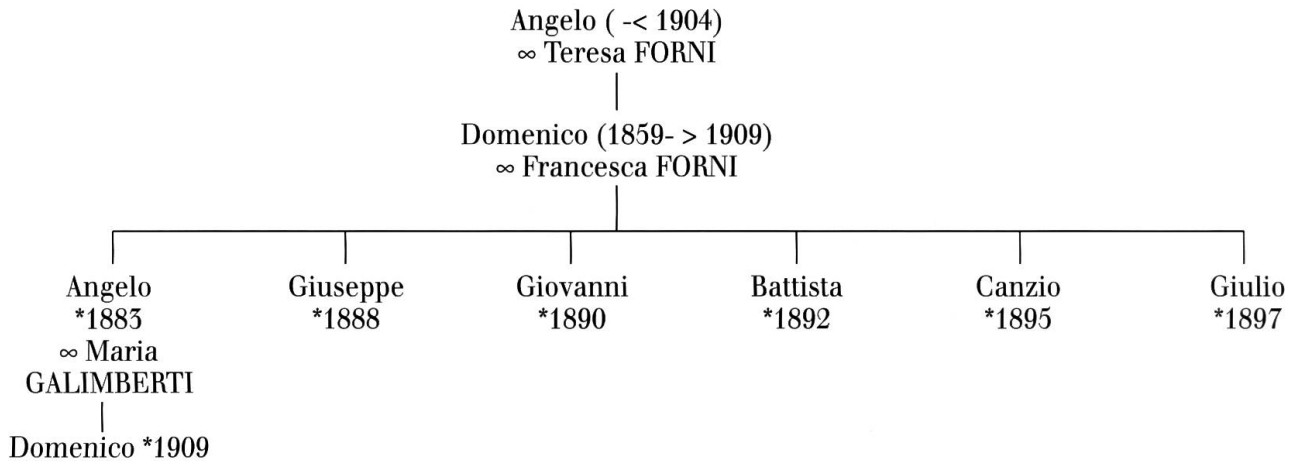 Angelo ( -< 1904)
∞ Teresa FORNI
Domenico (1859- > 1909)
∞ Francesca FORNI
Angelo
*1883
∞ Maria
GALIMBERTI
Domenico *1909
Giuseppe
*1888
Giovanni
*1890
Battista
*1892
Canzio
*1895
Giulio
*1897